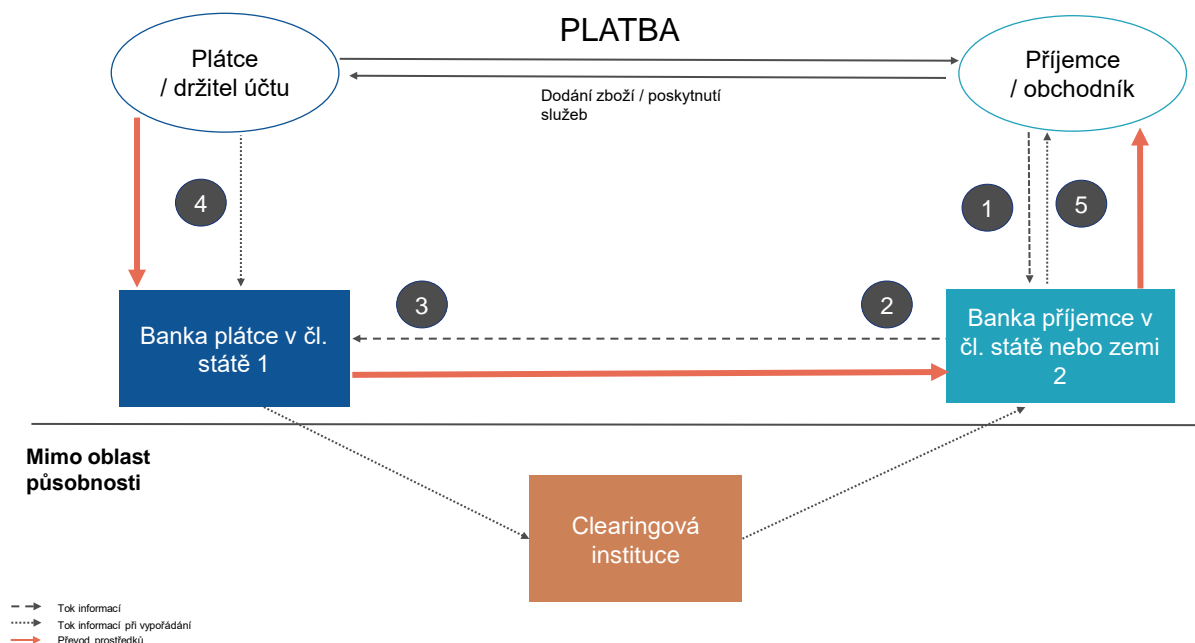 PLATBA
Plátce
/ držitel účtu
Příjemce
/ obchodník
Dodání zboží / poskytnutí
služeb
4
1
5
3
2
Banka plátce v čl.
státě 1
Banka příjemce v
čl. státě nebo zemi
2
Mimo oblast
působnosti
Clearingová
instituce
Tok informací
Tok informací při vypořádání
Převod prostředků